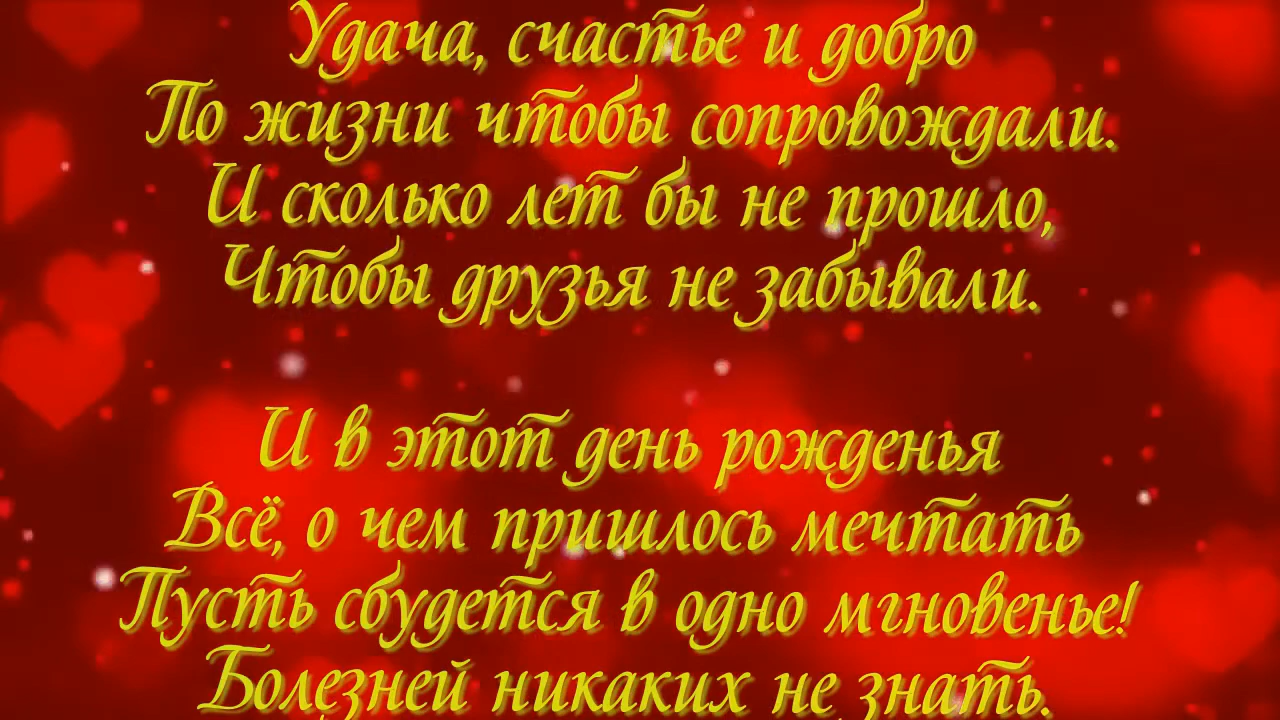 Удача, счастье и добро
По жизни чтобы сопровождали.
И сколько лет бы не прошло,
Чтобы друзья не забывали.
И в этот день рожденья
Всё, о чем пришлось мечтать
Пусть сбудется в одно мгновенье!
Болезней никаких не знать.